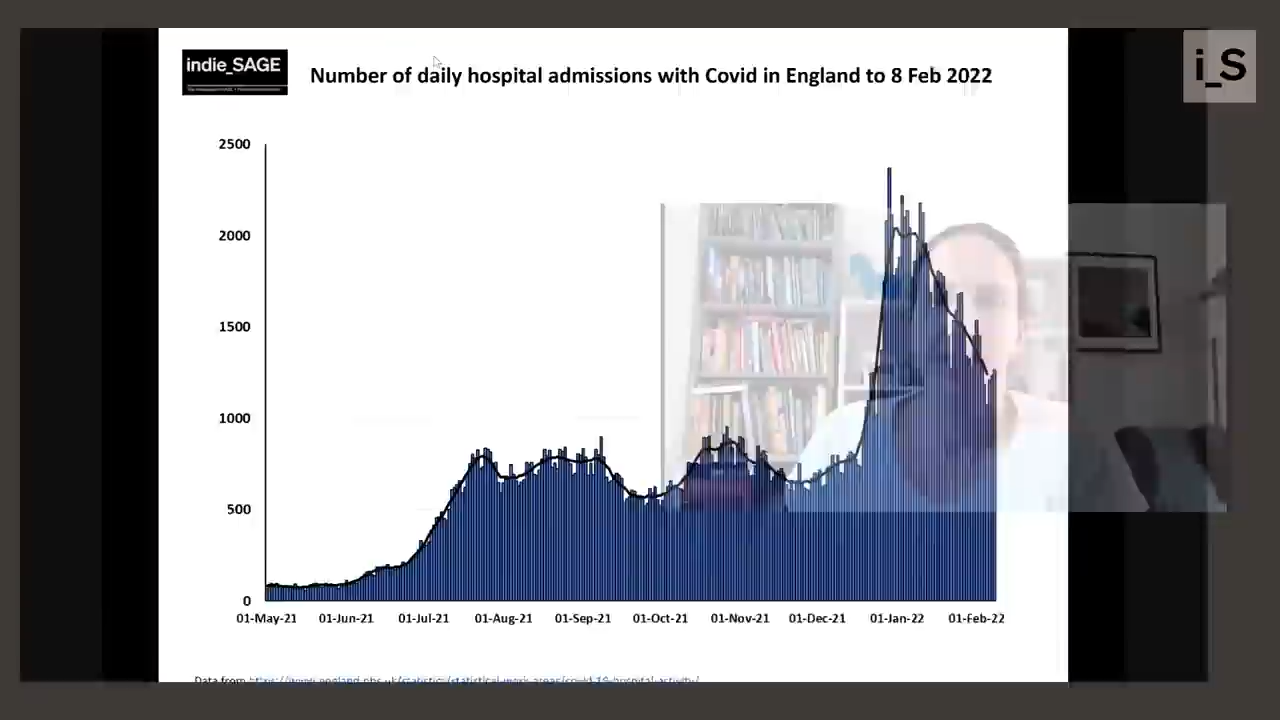 indie_SAGE
i_S
Number of daily hospital admissions with Covid in England to 8 Feb 2022
2500
2000
1500
1000
500
0
01-May-21 01-Jun-21 01-Jul-21 01-Aug-21 01-Sep-21 01-Oct-21 01-Nov-21 01-Dec-21 01-Jan-22 01-Feb-22
Data from